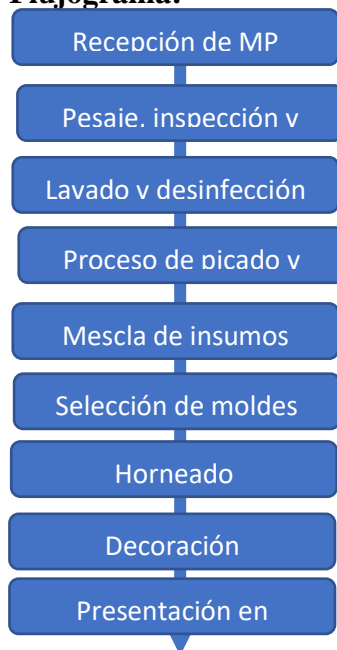 Flujograma:
Recepción de MP
Pesaje, inspección y
Lavado y desinfección
Proceso de picado y
Mescla de insumos
Selección de moldes
Horneado
Decoración
Presentación en